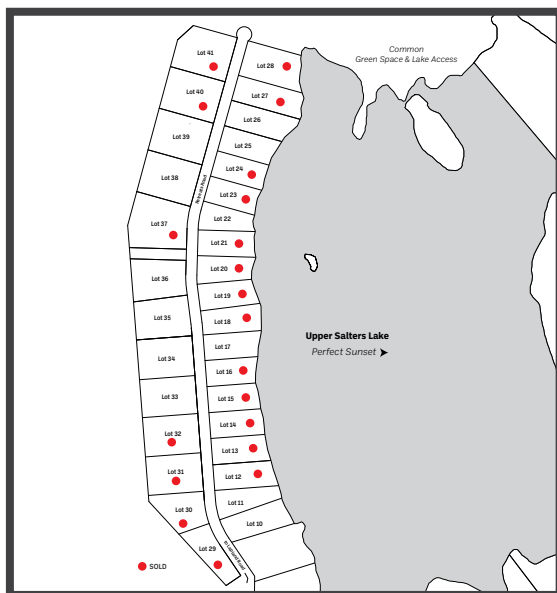 Common
Green Space & Lake Access
Lot 41
Lot 40
Lot 39
Lot 38
Lot 37
Lot 36
Lot 35
Lot 34
Lot 33
Lot 32
Lot 31
Lot 30
Lot 29
Lot 28
Lot 27
Lot 26
Lot 25
Lot 24
Lot 23
Lot 22
Lot 21
Lot 20
Lot 19
Lot 18
Lot 17
Lot 16
Lot 15
Lot 14
Lot 13
Lot 12
Lot 11
Lot 10
Upper Salters Lake
Perfect Sunset
SOLD